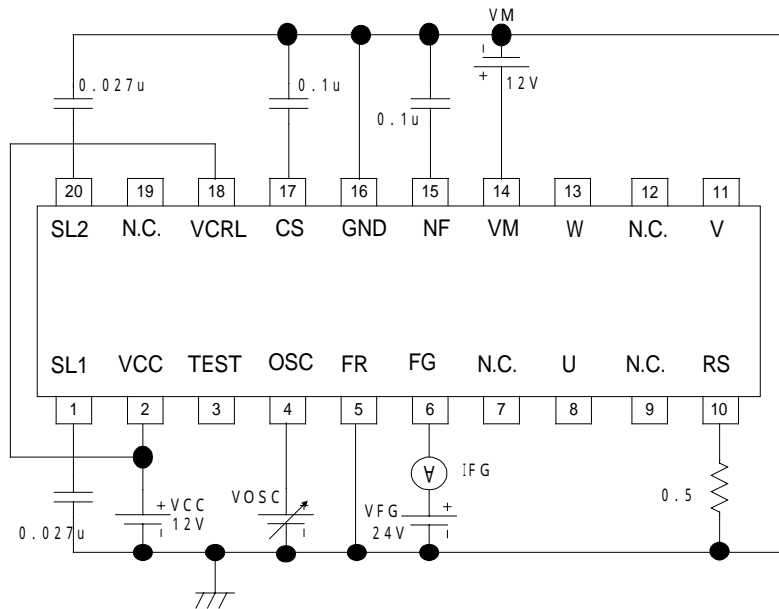 VM
0.027u
0.1u
0.1u
- + 12V
20 19 18 17 16 15 14 13 12 11
SL2 N.C. VCRL CS GND NF VM W N.C. V
SL1 VCC TEST OSC FR FG N.C. U N.C. RS
1 2 3 4 5 6 7 8 9 10
A IFG
+ VCC
12V -
VOSC + -
VFG +
24V -
0.5
0.027u